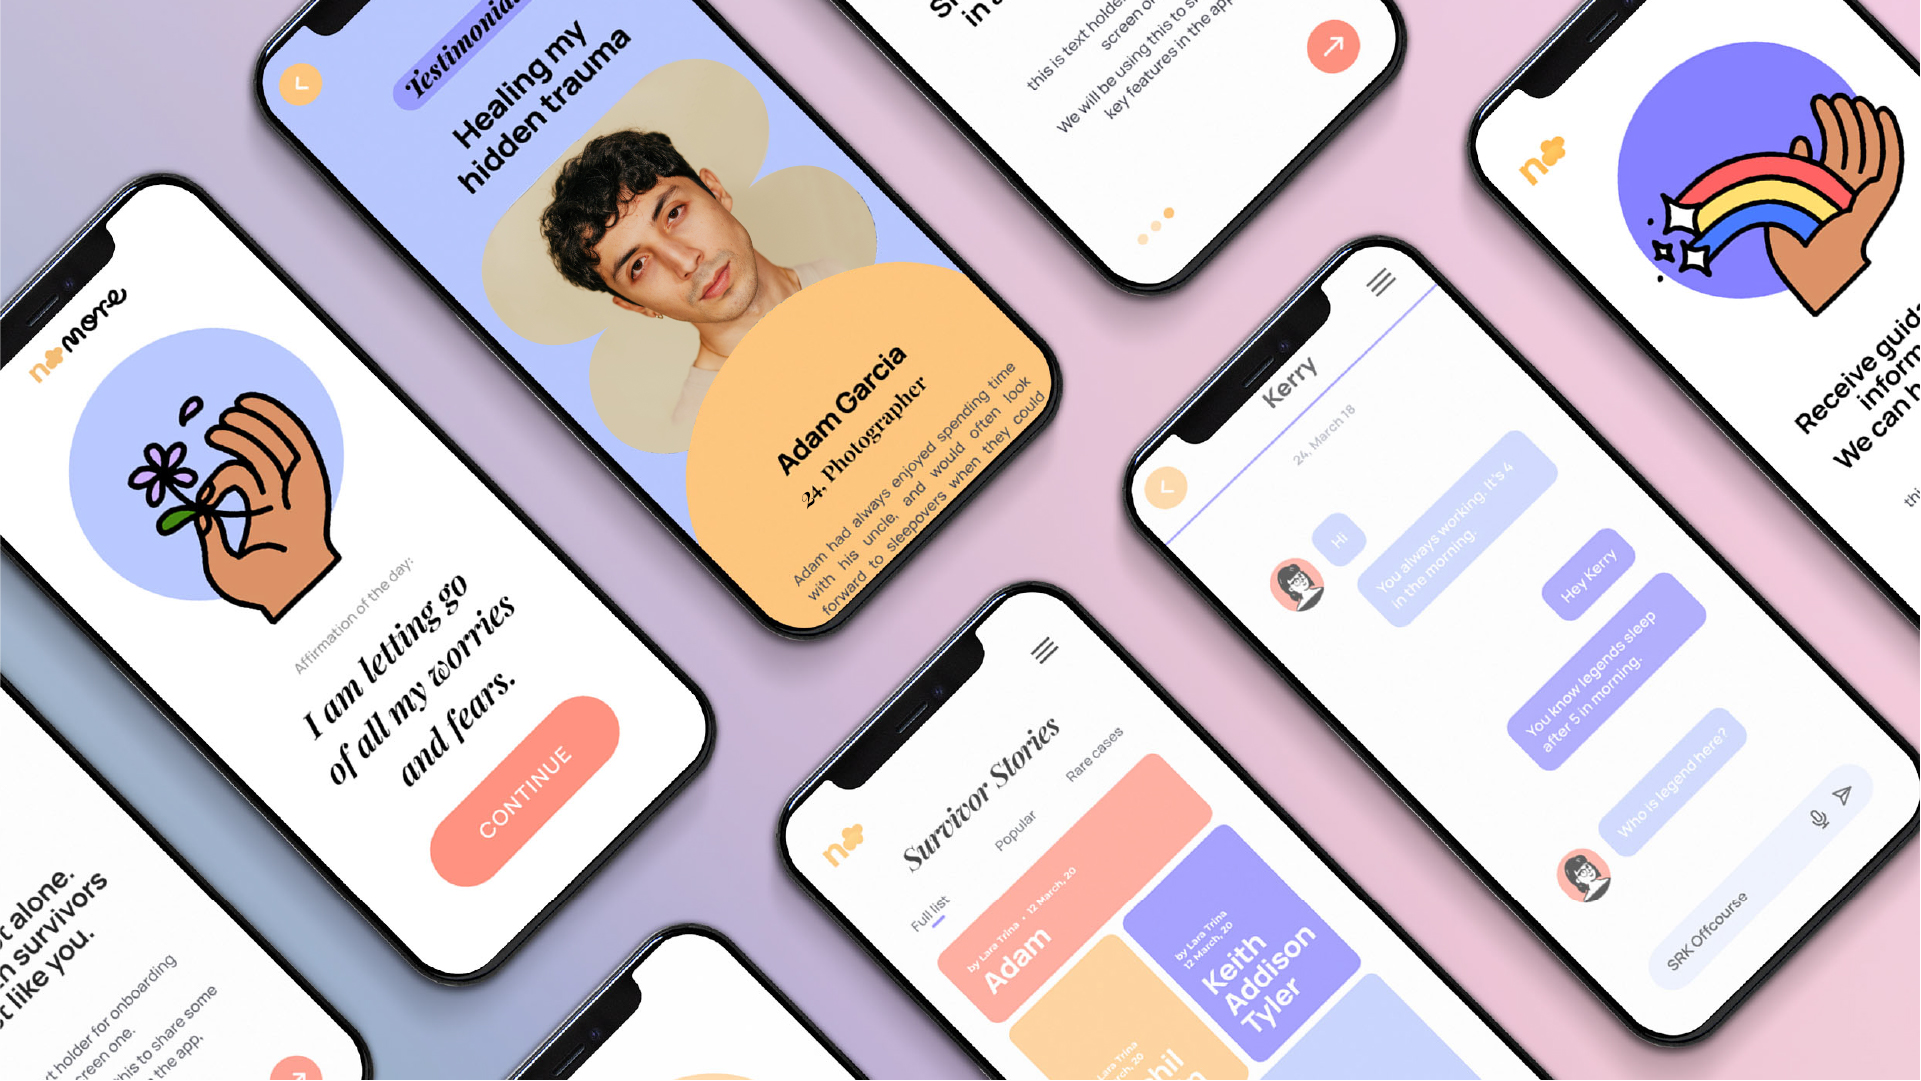 Testimonial
Healing my
hidden trauma
Adam Garcia
24, Photographer
Adam had always enjoyed spending time
with his uncle, and would often look
forward to sleepovers when they could
in a
this is text holder
screen o
We will be using this to s
key features in the app
no
Receive guid
inform
We can h
thi
no more
Affirmation of the day:
I am letting go
of all my worries
and fears.
CONTINUE
Kerry
24, March 18
Hi
You always working. It's 4
in the morning.
Hey Kerry
You know legends sleep
after 5 in morning.
Who is legend here?
SRK Offcourse
no
Survivor Stories
Full list
Popular
Rare cases
by Lara Trina • 12 March, 20
Adam
by Lara Trina
12 March, 20
Keith
Addison
Tyler
Trina
ch, 20
hil
t alone.
n survivors
t like you.
t holder for onboarding
creen one.
this to share some
the app.